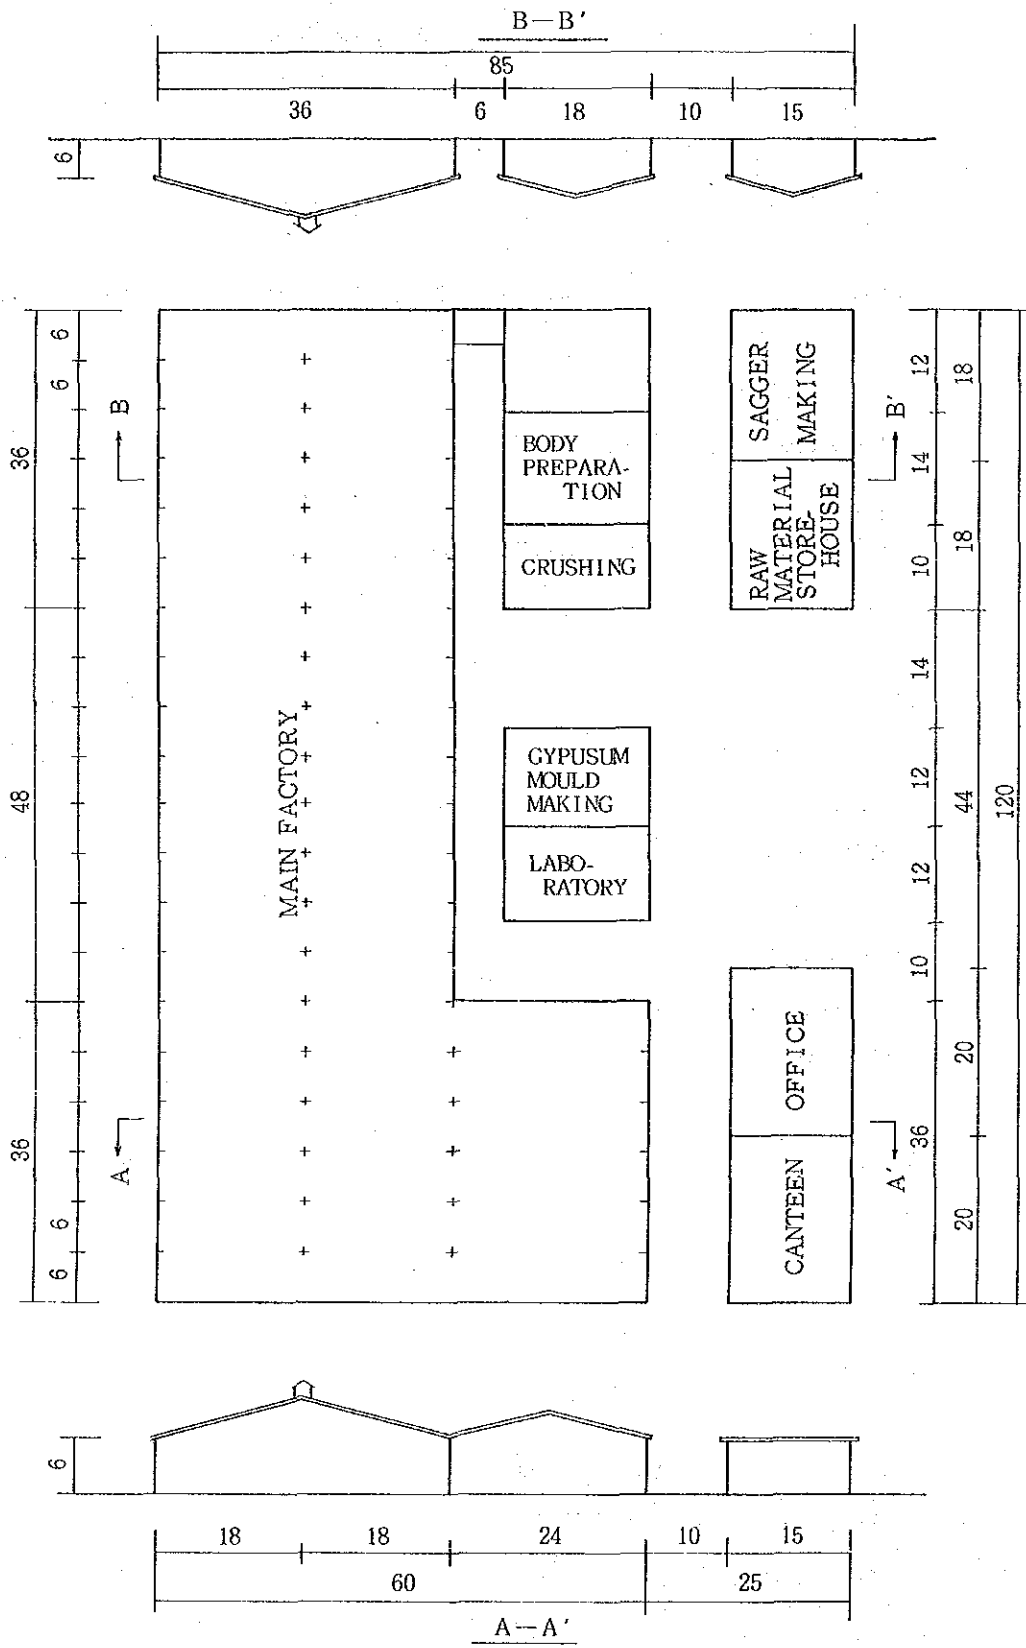 B—B'
85
36 6 18 10 15
6
6
6
36
48
36
6
6
B
A
MAIN FACTORY
BODY
PREPARA-
TION
CRUSHING
GYPUSUM
MOULD
MAKING
LABO-
RATORY
SAGGER
MAKING
RAW
MATERIAL
STORE-
HOUSE
OFFICE
CANTEEN
B'
A'
12
14
10
14
12
12
10
36
18
18
44
20
20
120
6
18 18 24 10 15
60 25
A—A'